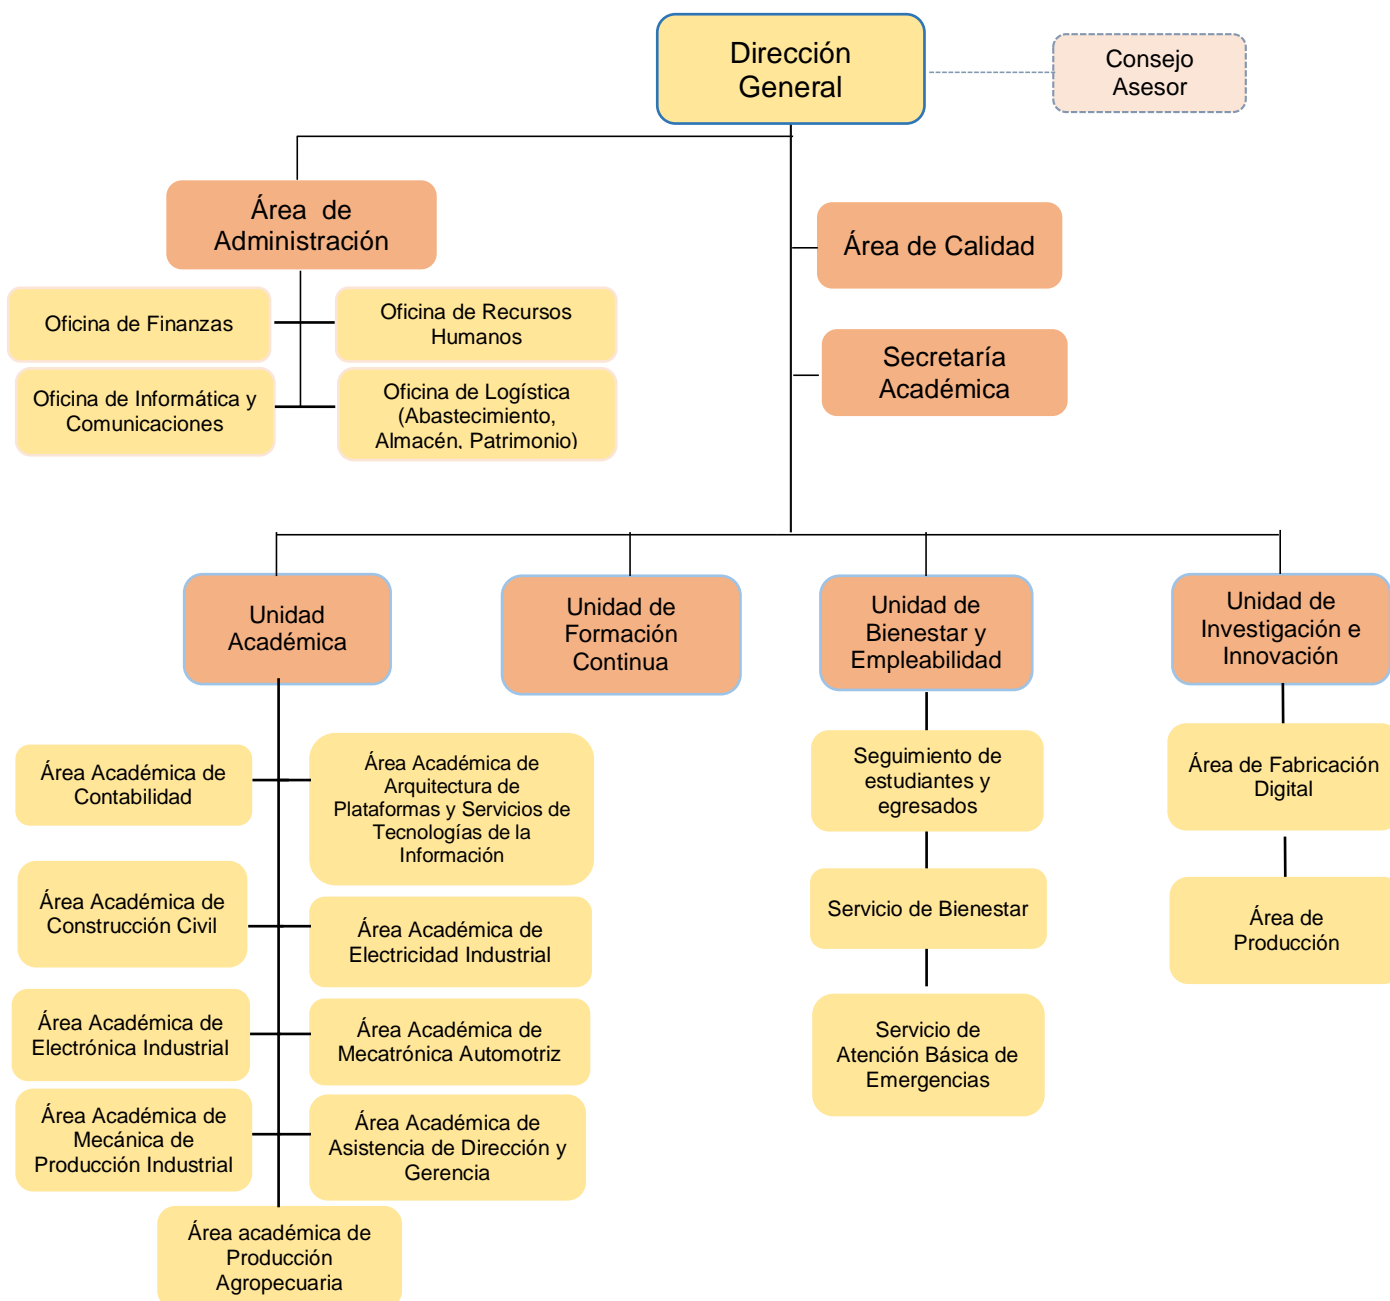 Dirección
General
Consejo
Asesor
Área de
Administración
Área de Calidad
Oficina de Finanzas
Oficina de Recursos
Humanos
Secretaría
Académica
Oficina de Informática y
Comunicaciones
Oficina de Logística
(Abastecimiento,
Almacén, Patrimonio)
Unidad
Académica
Unidad de
Formación
Continua
Unidad de
Bienestar y
Empleabilidad
Unidad de
Investigación e
Innovación
Área Académica de
Contabilidad
Área Académica de
Arquitectura de
Plataformas y Servicios de
Tecnologías de la
Información
Seguimiento de
estudiantes y
egresados
Área de Fabricación
Digital
Área Académica de
Construcción Civil
Área Académica de
Electricidad Industrial
Servicio de Bienestar
Área de
Producción
Área Académica de
Electrónica Industrial
Área Académica de
Mecatrónica Automotriz
Servicio de
Atención Básica de
Emergencias
Área Académica de
Mecánica de
Producción Industrial
Área Académica de
Asistencia de Dirección y
Gerencia
Área académica de
Producción
Agropecuaria